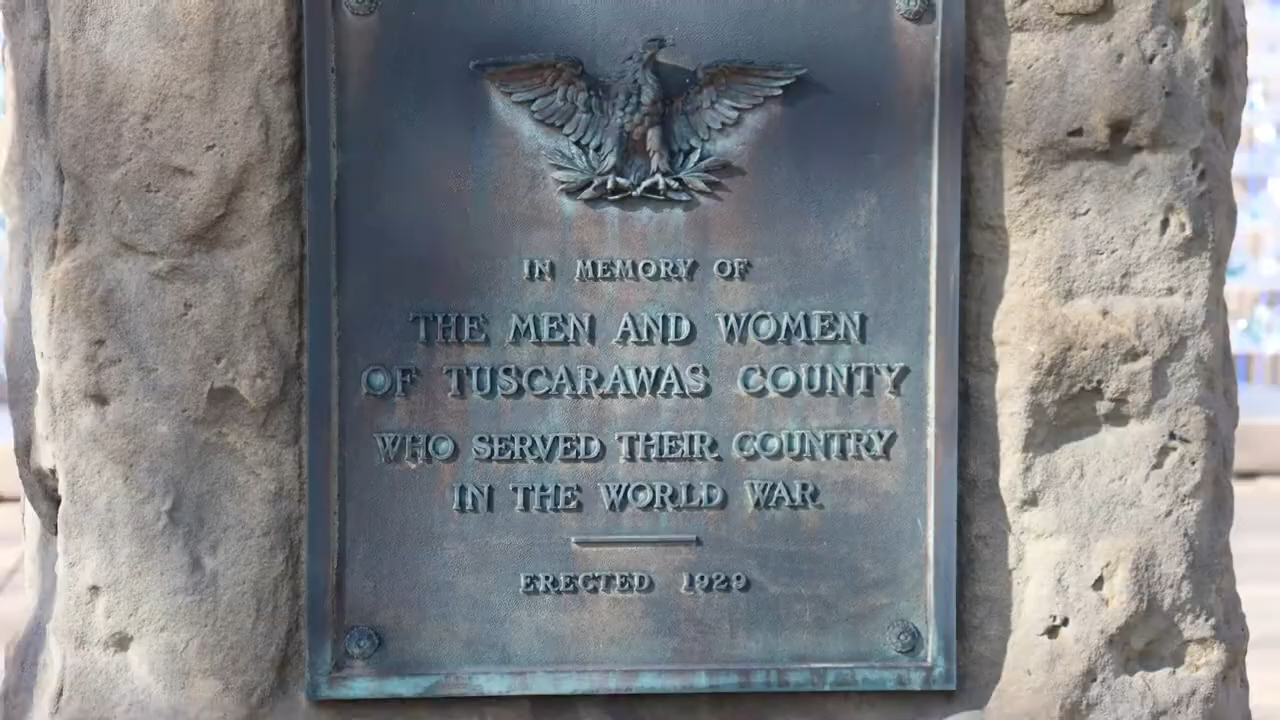 IN MEMORY OF
THE MEN AND WOMEN
OF TUSCARAWAS COUNTY
WHO SERVED THEIR COUNTRY
IN THE WORLD WAR
ERECTED 1929